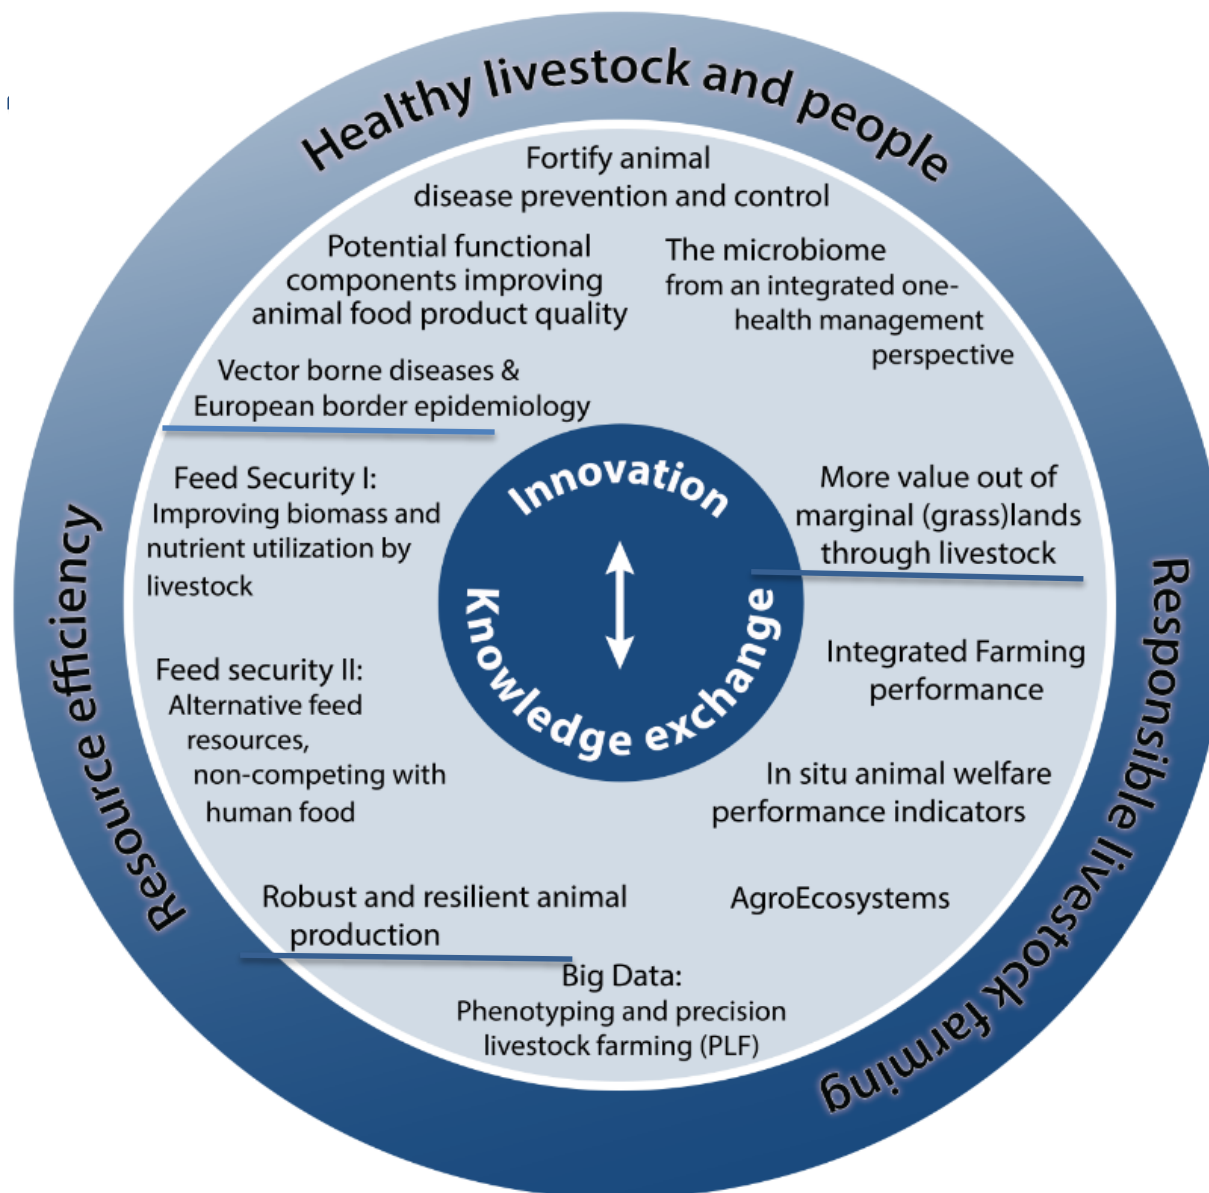 Healthy livestock and people
Fortify animal
disease prevention and control
Potential functional
components improving
animal food product quality
The microbiome
from an integrated one-
health management
perspective
Vector borne diseases &
European border epidemiology
Feed Security I:
Improving biomass and
nutrient utilization by
livestock
Innovation
Knowledge exchange
More value out of
marginal (grass)lands
through livestock
Feed security II:
Alternative feed
resources,
non-competing with
human food
Integrated Farming
performance
In situ animal welfare
performance indicators
Robust and resilient animal
production
AgroEcosystems
Big Data:
Phenotyping and precision
livestock farming (PLF)
Resource efficiency
Responsible livestock farming